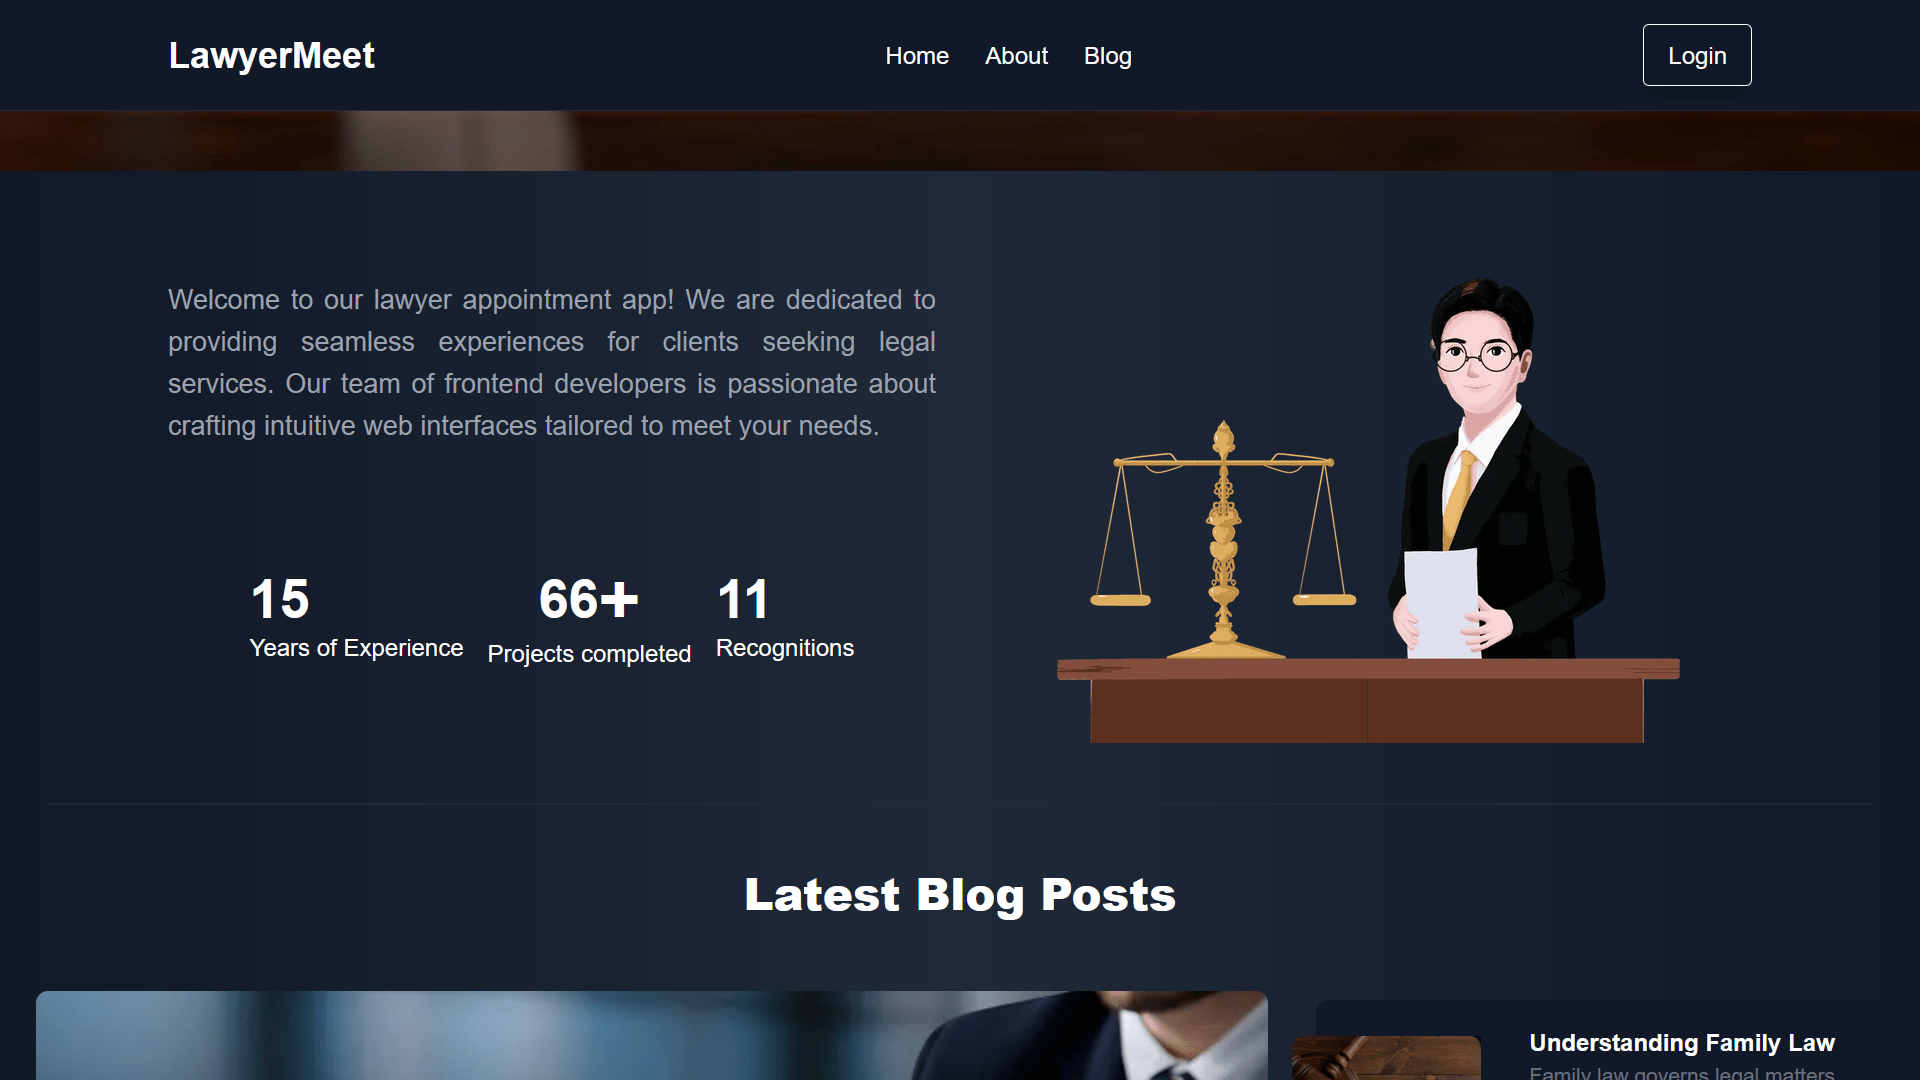 LawyerMeet
Home About Blog
Login
Welcome to our lawyer appointment app! We are dedicated to
providing seamless experiences for clients seeking legal
services. Our team of frontend developers is passionate about
crafting intuitive web interfaces tailored to meet your needs.
15
Years of Experience
66+
Projects completed
11
Recognitions
Latest Blog Posts
Understanding Family Law
Family law governs legal matters